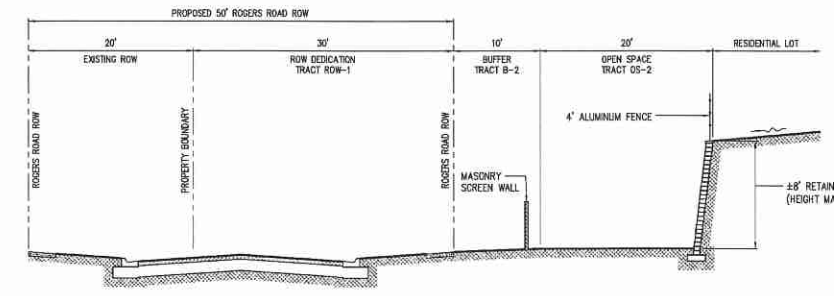 PROPOSED 50' ROGERS ROAD ROW
20'
30'
10'
20'
RESIDENTIAL LOT
EXISTING ROW
ROW DEDICATION
TRACT ROW-1
BUFFER
TRACT B-2
OPEN SPACE
TRACT OS-2
4' ALUMINUM FENCE
ROGERS ROAD ROW
PROPERTY BOUNDARY
ROGERS ROAD ROW
MASONRY
SCREEN WALL
±8' RETAIN
(HEIGHT MA